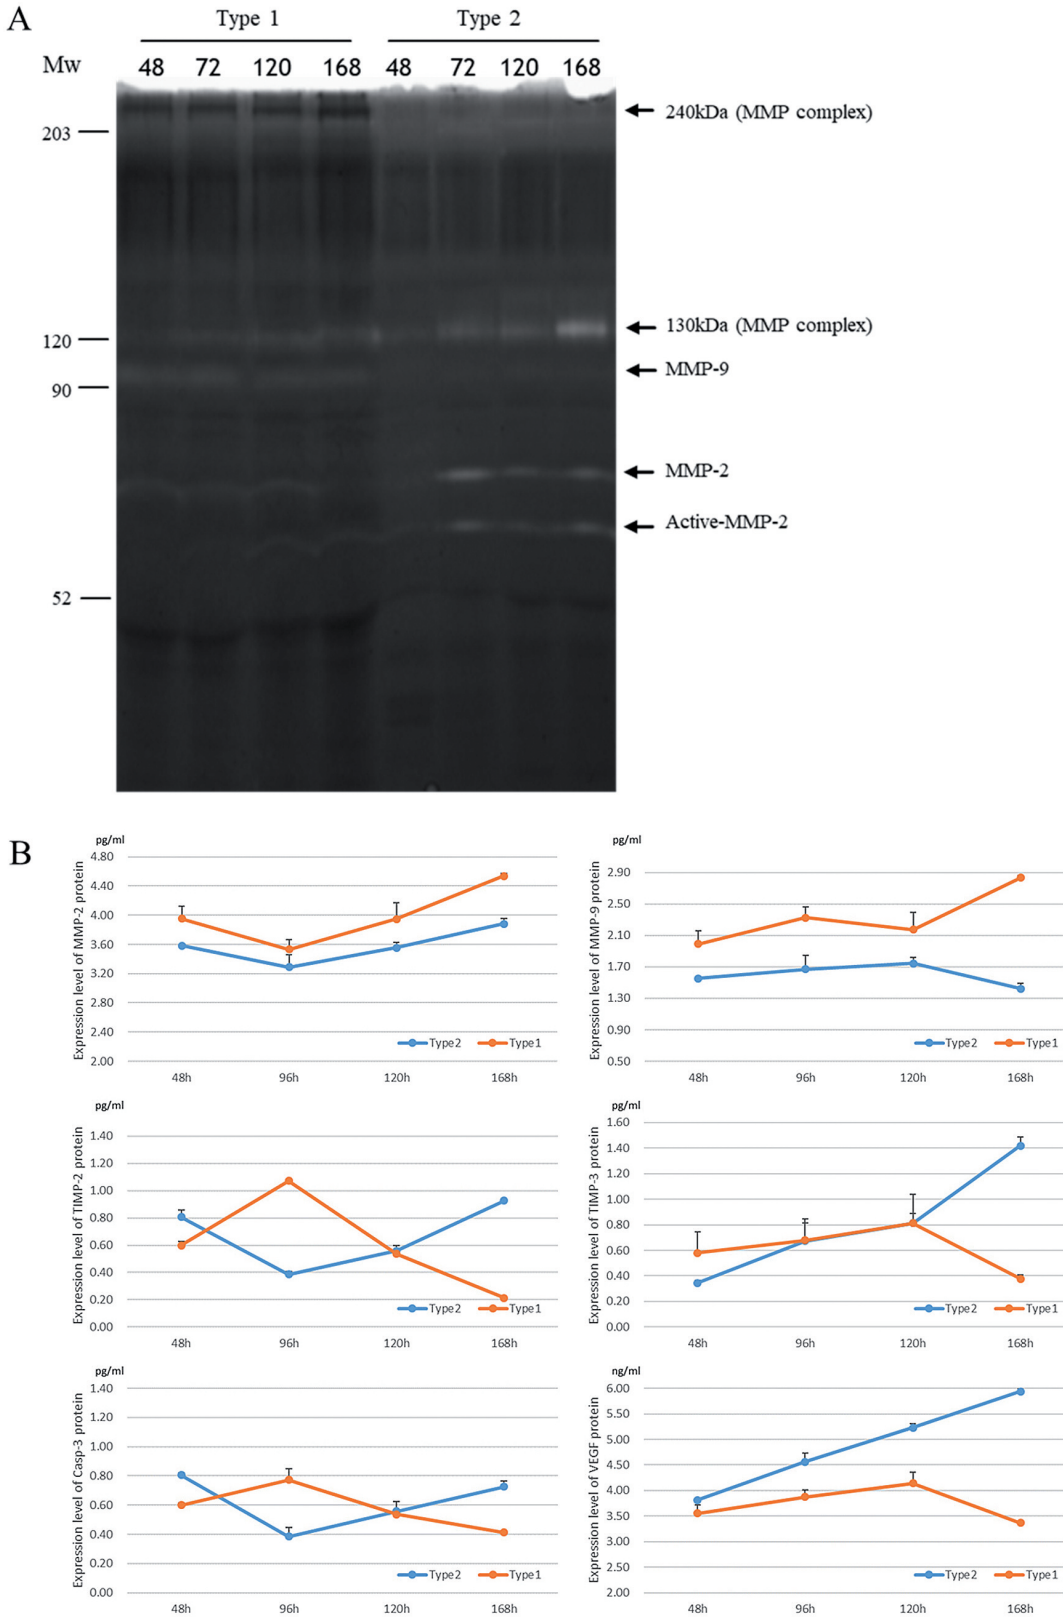 A
Type 1
Type 2
Mw
48 72 120 168 48 72 120 168
240kDa (MMP complex)
203
130kDa (MMP complex)
120
MMP-9
90
MMP-2
Active-MMP-2
52
B
pg/ml
Expression level of MMP-2 protein
4.80
4.40
4.00
3.60
3.20
2.80
2.40
2.00
Type2 Type1
48h 96h 120h 168h
pg/ml
Expression level of MMP-9 protein
2.90
2.50
2.10
1.70
1.30
0.90
0.50
Type2 Type1
48h 96h 120h 168h
pg/ml
Expression level of TIMP-2 protein
1.40
1.20
1.00
0.80
0.60
0.40
0.20
0.00
Type2 Type1
48h 96h 120h 168h
pg/ml
Expression level of TIMP-3 protein
1.60
1.40
1.20
1.00
0.80
0.60
0.40
0.20
0.00
Type2 Type1
48h 96h 120h 168h
pg/ml
Expression level of Casp-3 protein
1.40
1.20
1.00
0.80
0.60
0.40
0.20
0.00
Type2 Type1
48h 96h 120h 168h
ng/ml
Expression level of VEGF protein
6.00
5.50
5.00
4.50
4.00
3.50
3.00
2.50
2.00
Type2 Type1
48h 96h 120h 168h